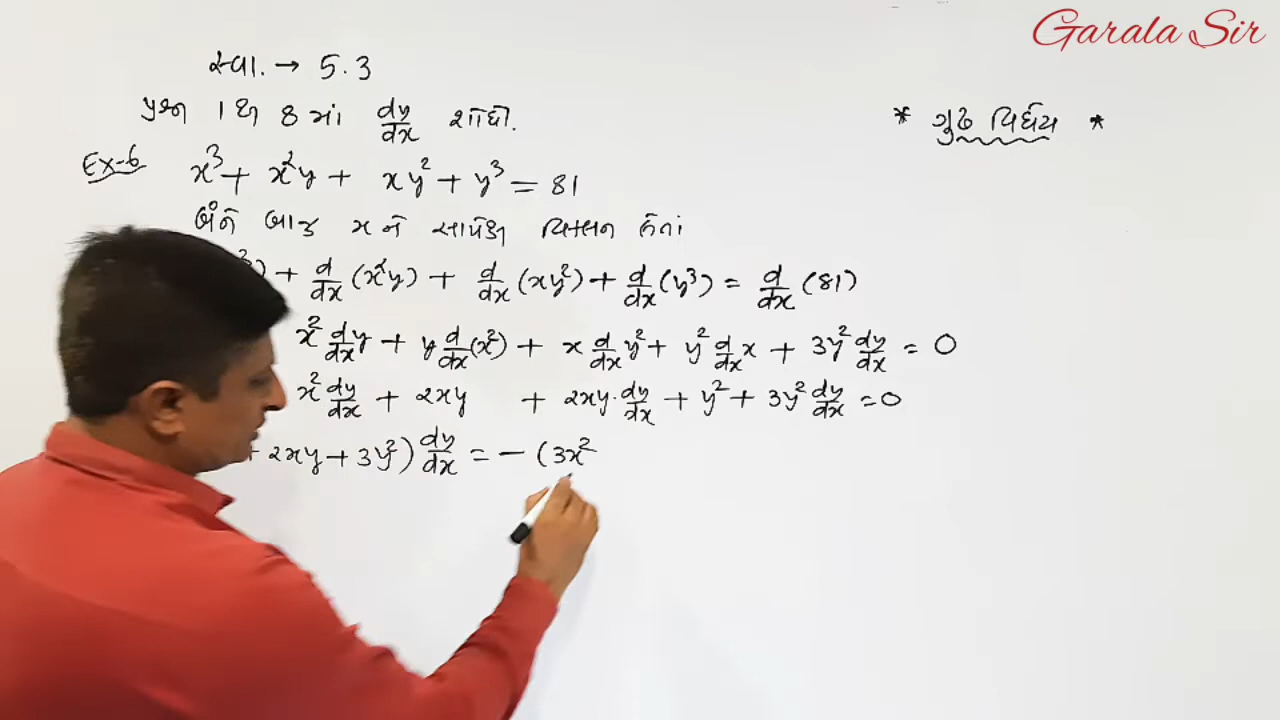 Garala Sir
સ્વા. → 5.3
પ્રશ્ન 1 થી 8 માં dy/dx શોધો.
* ગુઢ વિધેય *
Ex-6 x³ + x²y + xy² + y³ = 81
બંને બાજુ x ને સાપેક્ષ વિકલન લેતાં
³) + d/dx (x²y) + d/dx (xy²) + d/dx (y³) = d/dx (81)
x² d/dx y + y d/dx (x²) + x d/dx y² + y² d/dx x + 3y² dy/dx = 0
x² dy/dx + 2xy + 2xy · dy/dx + y² + 3y² dy/dx = 0
+ 2xy + 3y²) dy/dx = - (3x²